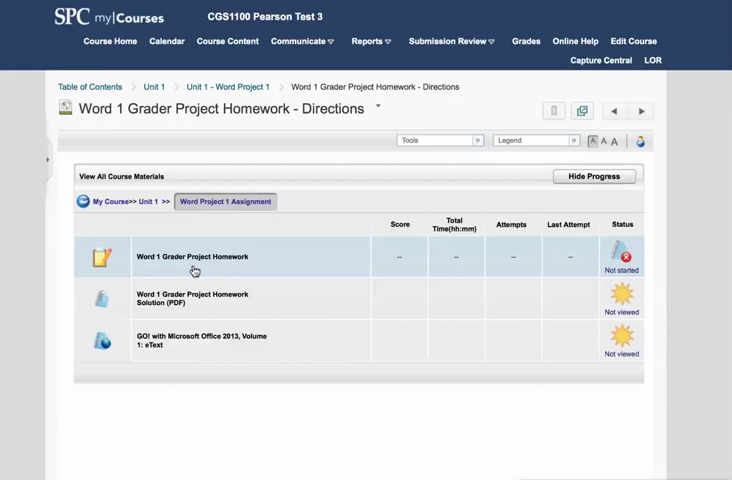 SPC my|Courses
CGS1100 Pearson Test 3
Course Home Calendar Course Content Communicate Reports Submission Review Grades Online Help Edit Course
Capture Central LOR
Table of Contents Unit 1 Unit 1 - Word Project 1 Word 1 Grader Project Homework - Directions
Word 1 Grader Project Homework - Directions
Tools Legend A A A
View All Course Materials Hide Progress
My Course>> Unit 1 >> Word Project 1 Assignment
Score Total Time(hh:mm) Attempts Last Attempt Status
Word 1 Grader Project Homework -- -- -- -- Not started
Word 1 Grader Project Homework
Solution (PDF) Not viewed
GO! with Microsoft Office 2013, Volume
1: eText Not viewed